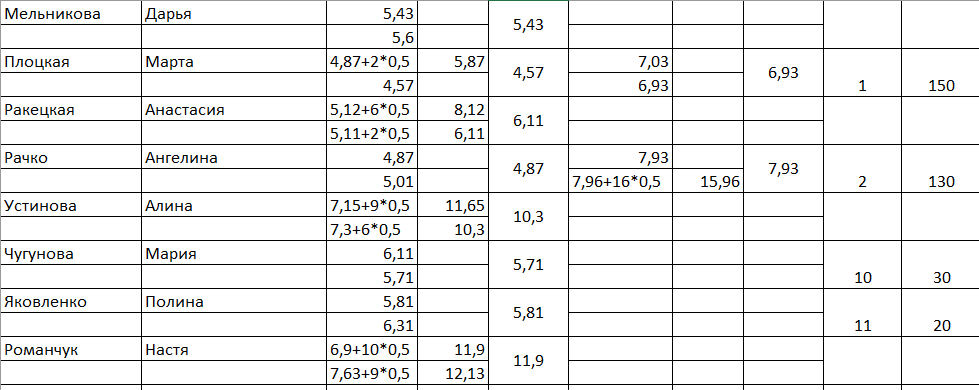 Мельникова Дарья 5,43 5,43
5,6
Плоцкая Марта 4,87+2*0,5 5,87 4,57 7,03 6,93
4,57 6,93 1 150
Ракецкая Анастасия 5,12+6*0,5 8,12 6,11
5,11+2*0,5 6,11
Рачко Ангелина 4,87 4,87 7,93 7,93
5,01 7,96+16*0,5 15,96 2 130
Устинова Алина 7,15+9*0,5 11,65 10,3
7,3+6*0,5 10,3
Чугунова Мария 6,11 5,71
5,71 10 30
Яковленко Полина 5,81 5,81
6,31 11 20
Романчук Настя 6,9+10*0,5 11,9 11,9
7,63+9*0,5 12,13